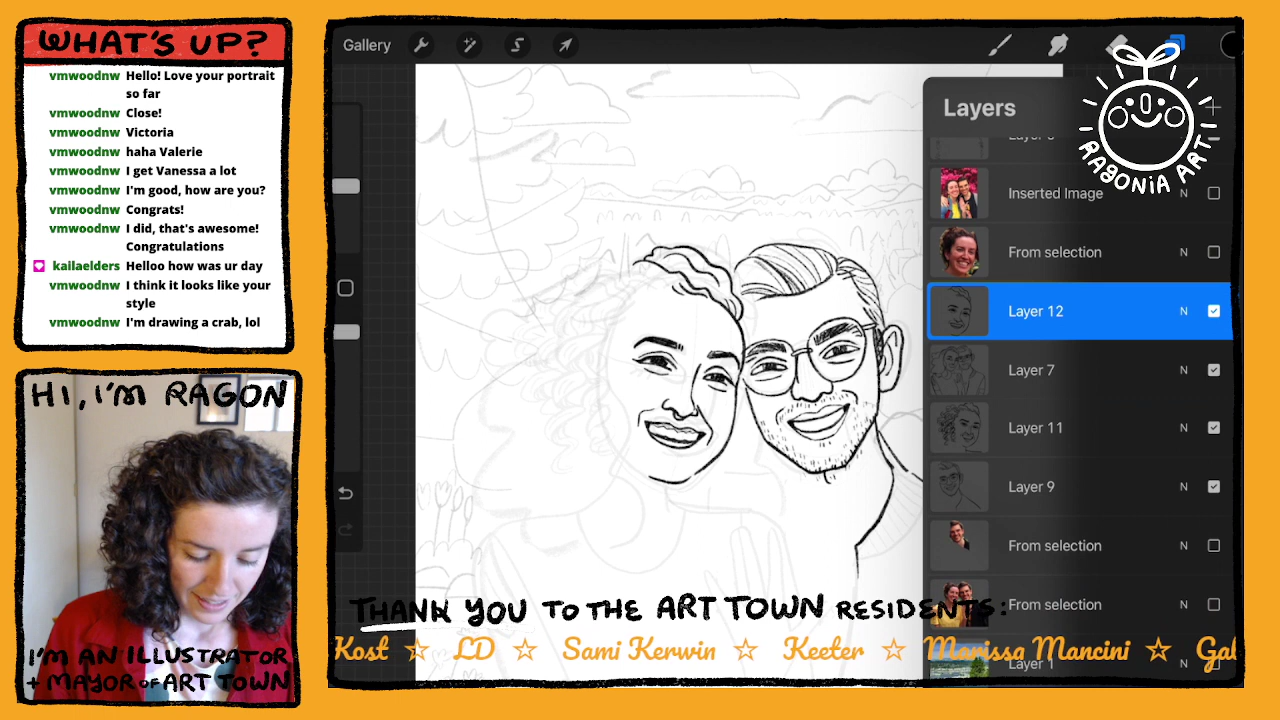 WHAT'S UP?
vmwoodnw Hello! Love your portrait
so far
vmwoodnw Close!
vmwoodnw Victoria
vmwoodnw haha Valerie
vmwoodnw I get Vanessa a lot
vmwoodnw I'm good, how are you?
vmwoodnw Congrats!
vmwoodnw I did, that's awesome!
Congratulations
kailaelders Helloo how was ur day
vmwoodnw I think it looks like your
style
vmwoodnw I'm drawing a crab, lol
HI, I'M RAGON
I'M AN ILLUSTRATOR
+ MAYOR OF ART TOWN
Gallery
Layers
RAGONIA ART
Inserted Image N
From selection N
Layer 12 N
Layer 7 N
Layer 11 N
Layer 9 N
From selection N
From selection N
Layer 1
THANK YOU TO THE ART TOWN RESIDENTS:
Kost ☆ LD ☆ Sami Kerwin ☆ Keeter ☆ Marissa Mancini ☆ Gal